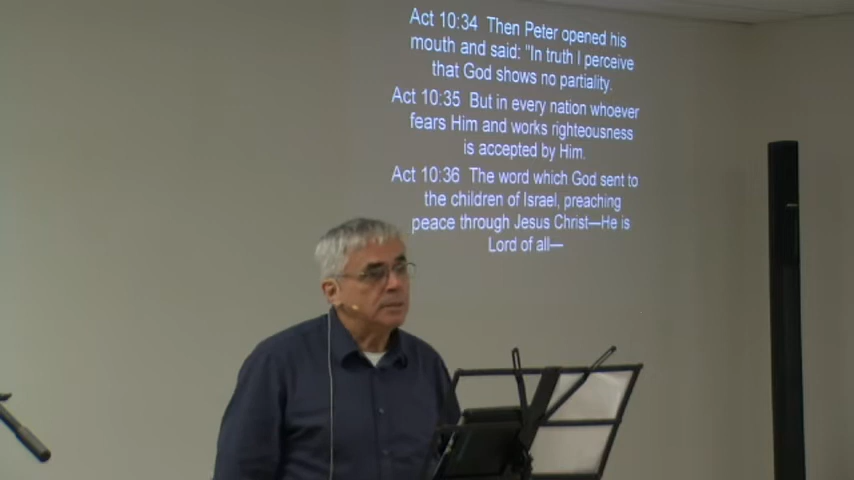 Act 10:34 Then Peter opened his
mouth and said: "In truth I perceive
that God shows no partiality.
Act 10:35 But in every nation whoever
fears Him and works righteousness
is accepted by Him.
Act 10:36 The word which God sent to
the children of Israel, preaching
peace through Jesus Christ—He is
Lord of all—